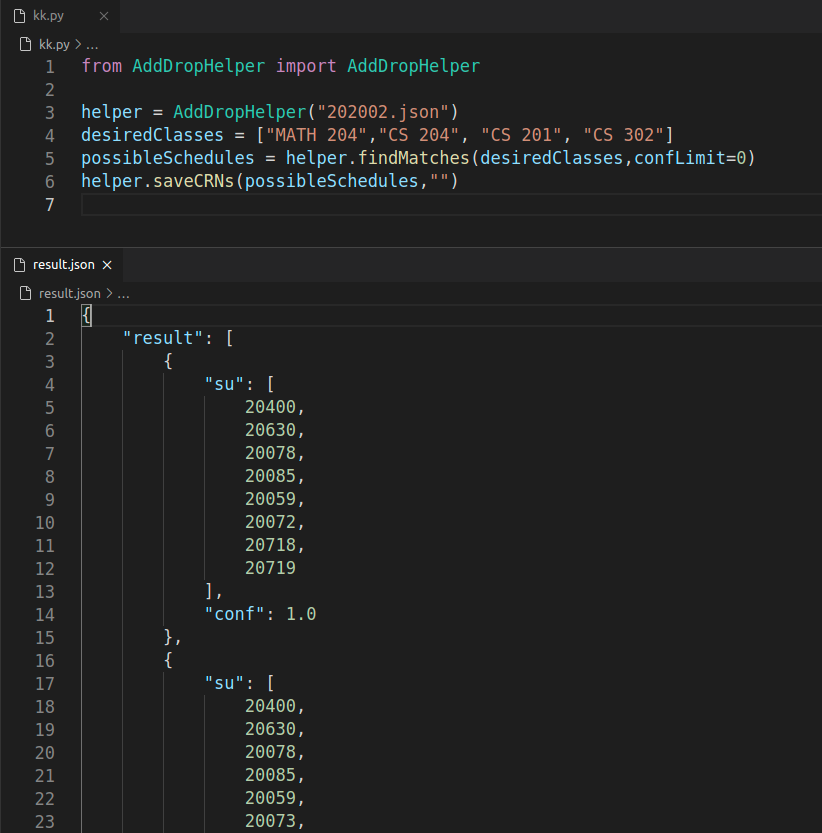 kk.py
kk.py > ...
1 from AddDropHelper import AddDropHelper
2
3 helper = AddDropHelper("202002.json")
4 desiredClasses = ["MATH 204","CS 204", "CS 201", "CS 302"]
5 possibleSchedules = helper.findMatches(desiredClasses,confLimit=0)
6 helper.saveCRNs(possibleSchedules,"")
7
result.json
result.json > ...
1 {
2     "result": [
3         {
4             "su": [
5                 20400,
6                 20630,
7                 20078,
8                 20085,
9                 20059,
10                 20072,
11                 20718,
12                 20719
13             ],
14             "conf": 1.0
15         },
16         {
17             "su": [
18                 20400,
19                 20630,
20                 20078,
21                 20085,
22                 20059,
23                 20073,